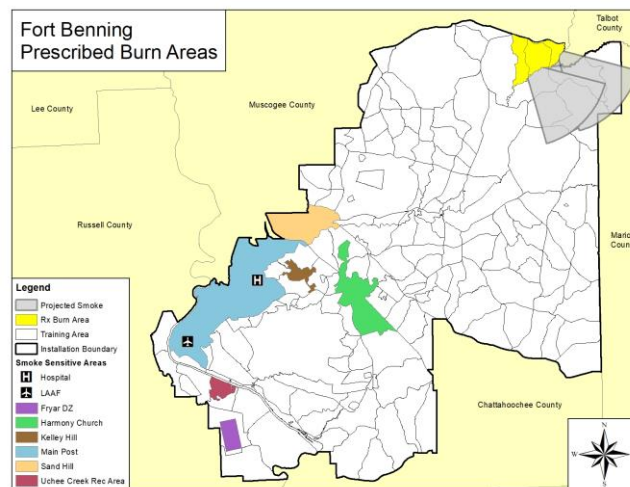 Fort Benning
Prescribed Burn Areas
Talbot
County
Lee County
Muscogee County
Russell County
Chattahoochee County
Legend
Projected Smoke
Rx Burn Area
Training Area
Installation Boundary
Smoke Sensitive Areas
H
Hospital
LAAF
Fryar DZ
Harmony Church
Kelley Hill
Main Post
Sand Hill
Uchee Creek Rec Area
H
N
W
E
S